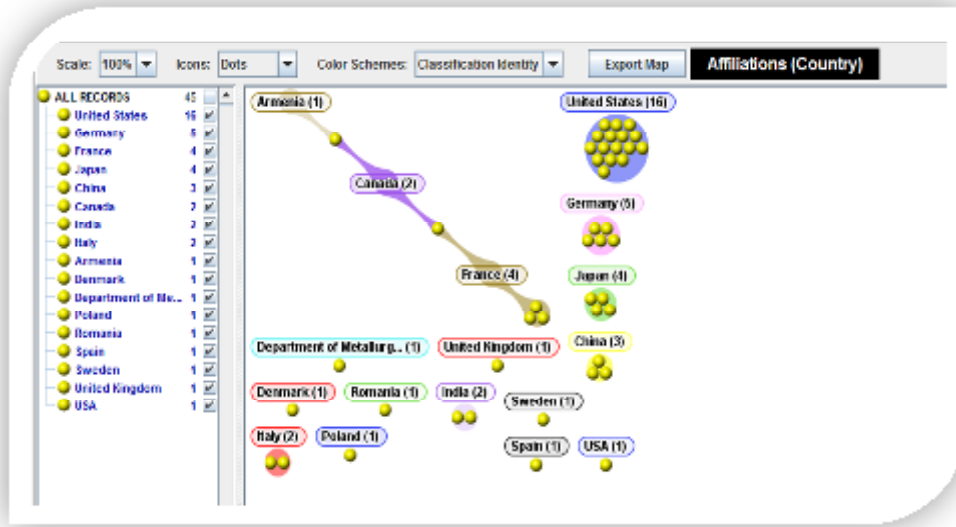 Scale: 100% Icons: Dots Color Schemes: Classification Identity Export Map Affiliations (Country)
ALL RECORDS 45
United States 16
Germany 5
France 4
Japan 4
China 3
Canada 2
India 2
Italy 2
Armenia 1
Denmark 1
Department of Me... 1
Poland 1
Romania 1
Spain 1
Sweden 1
United Kingdom 1
USA 1
Armenia (1)
United States (16)
Canada (2)
Germany (5)
France (4)
Japan (4)
Department of Metallurg... (1)
United Kingdom (1)
China (3)
Denmark (1)
Romania (1)
India (2)
Sweden (1)
Italy (2)
Poland (1)
Spain (1)
USA (1)